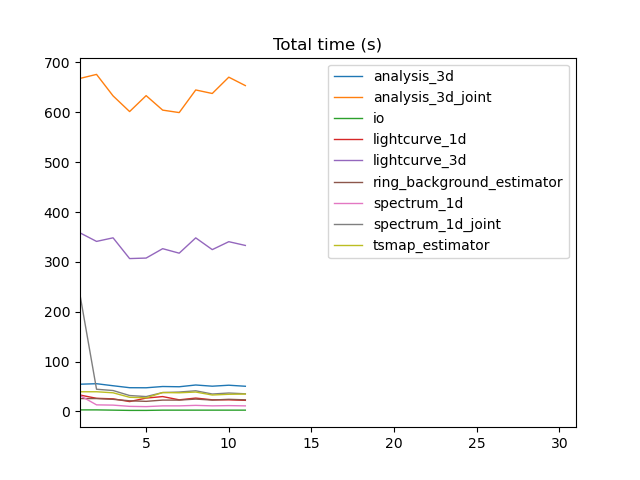 Total time (s)
700
600
500
400
300
200
100
0
analysis_3d
analysis_3d_joint
io
lightcurve_1d
lightcurve_3d
ring_background_estimator
spectrum_1d
spectrum_1d_joint
tsmap_estimator
5 10 15 20 25 30